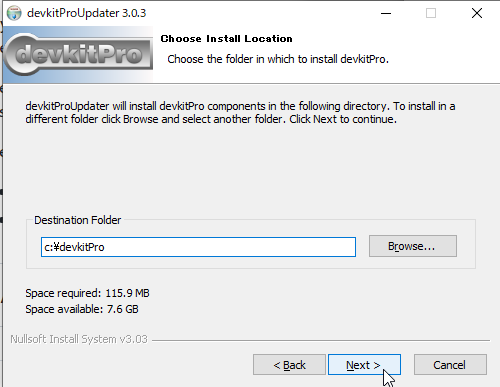 devkitProUpdater 3.0.3
devkitPro
Choose Install Location
Choose the folder in which to install devkitPro.
devkitProUpdater will install devkitPro components in the following directory. To install in a
different folder click Browse and select another folder. Click Next to continue.
Destination Folder
c:¥devkitPro
Browse...
Space required: 115.9 MB
Space available: 7.6 GB
Nullsoft Install System v3.03
< Back
Next >
Cancel